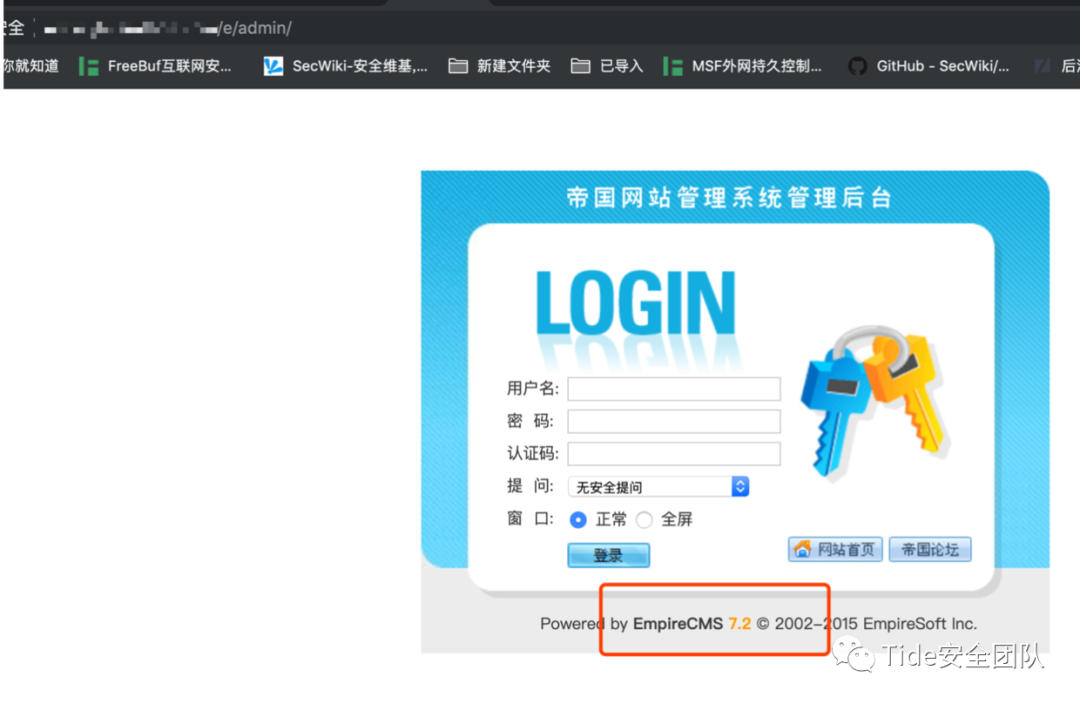 安全 /e/admin/
你就知道 FreeBuf互联网安... SecWiki-安全维基,... 新建文件夹 已导入 MSF外网持久控制... GitHub - SecWiki/...
帝国网站管理系统管理后台
LOGIN
用户名:
密 码:
认证码:
提 问: 无安全提问
窗 口: 正常 全屏
登录 网站首页 帝国论坛
Powered by EmpireCMS 7.2 © 2002-2015 EmpireSoft Inc.
Tide安全团队